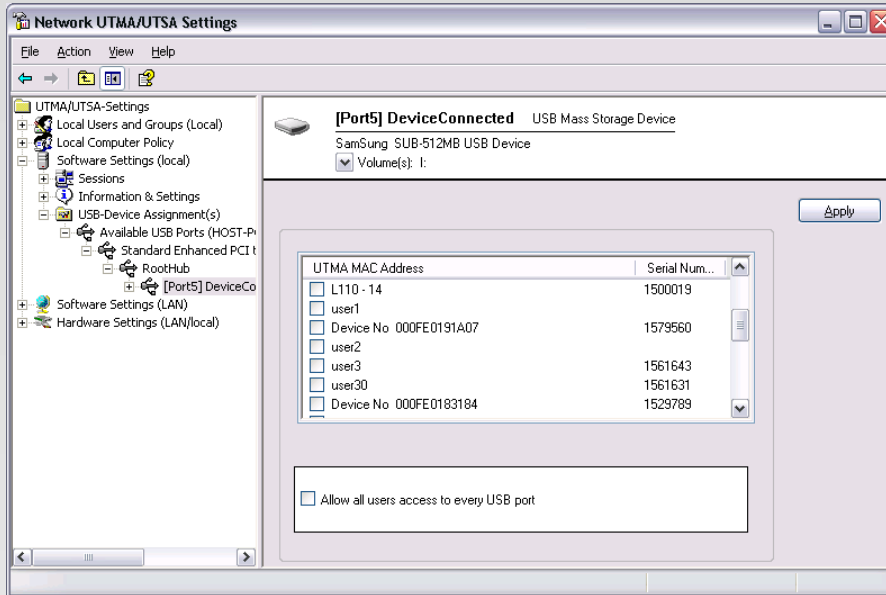 Network UTMA/UTSA Settings
File Action View Help
UTMA/UTSA-Settings
Local Users and Groups (Local)
Local Computer Policy
Software Settings (local)
Sessions
Information & Settings
USB-Device Assignment(s)
Available USB Ports (HOST-P
Standard Enhanced PCI t
RootHub
[Port5] DeviceCo
Software Settings (LAN)
Hardware Settings (LAN/local)
[Port5] DeviceConnected USB Mass Storage Device
SamSung SUB-512MB USB Device
Volume(s): I:
Apply
UTMA MAC Address Serial Num...
L110 - 14 1500019
user1
Device No 000FE0191A07 1579560
user2
user3 1561643
user30 1561631
Device No 000FE0183184 1529789
Allow all users access to every USB port